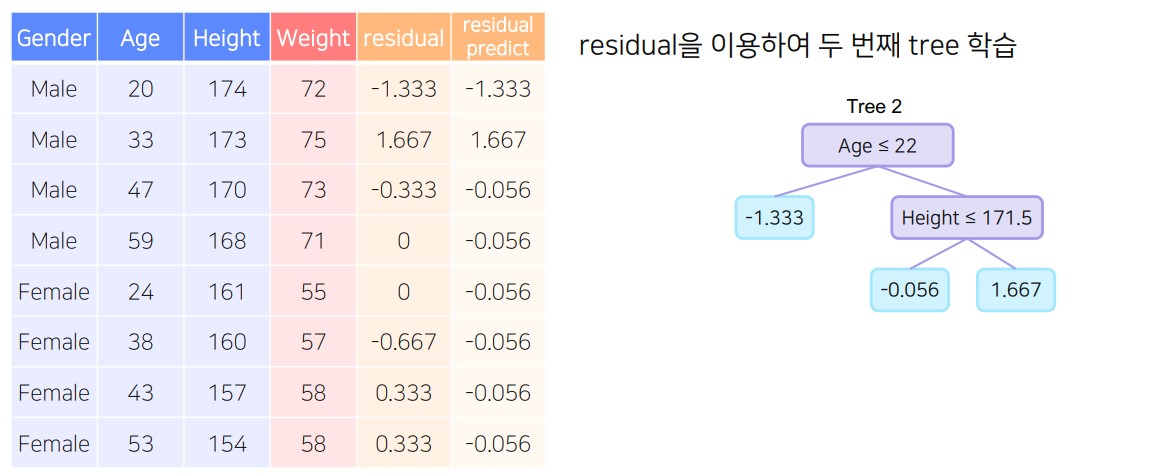 Gender Age Height Weight residual residual predict
Male 20 174 72 -1.333 -1.333
Male 33 173 75 1.667 1.667
Male 47 170 73 -0.333 -0.056
Male 59 168 71 0 -0.056
Female 24 161 55 0 -0.056
Female 38 160 57 -0.667 -0.056
Female 43 157 58 0.333 -0.056
Female 53 154 58 0.333 -0.056
residual을 이용하여 두 번째 tree 학습
Tree 2
Age ≤ 22
-1.333 Height ≤ 171.5
-0.056 1.667